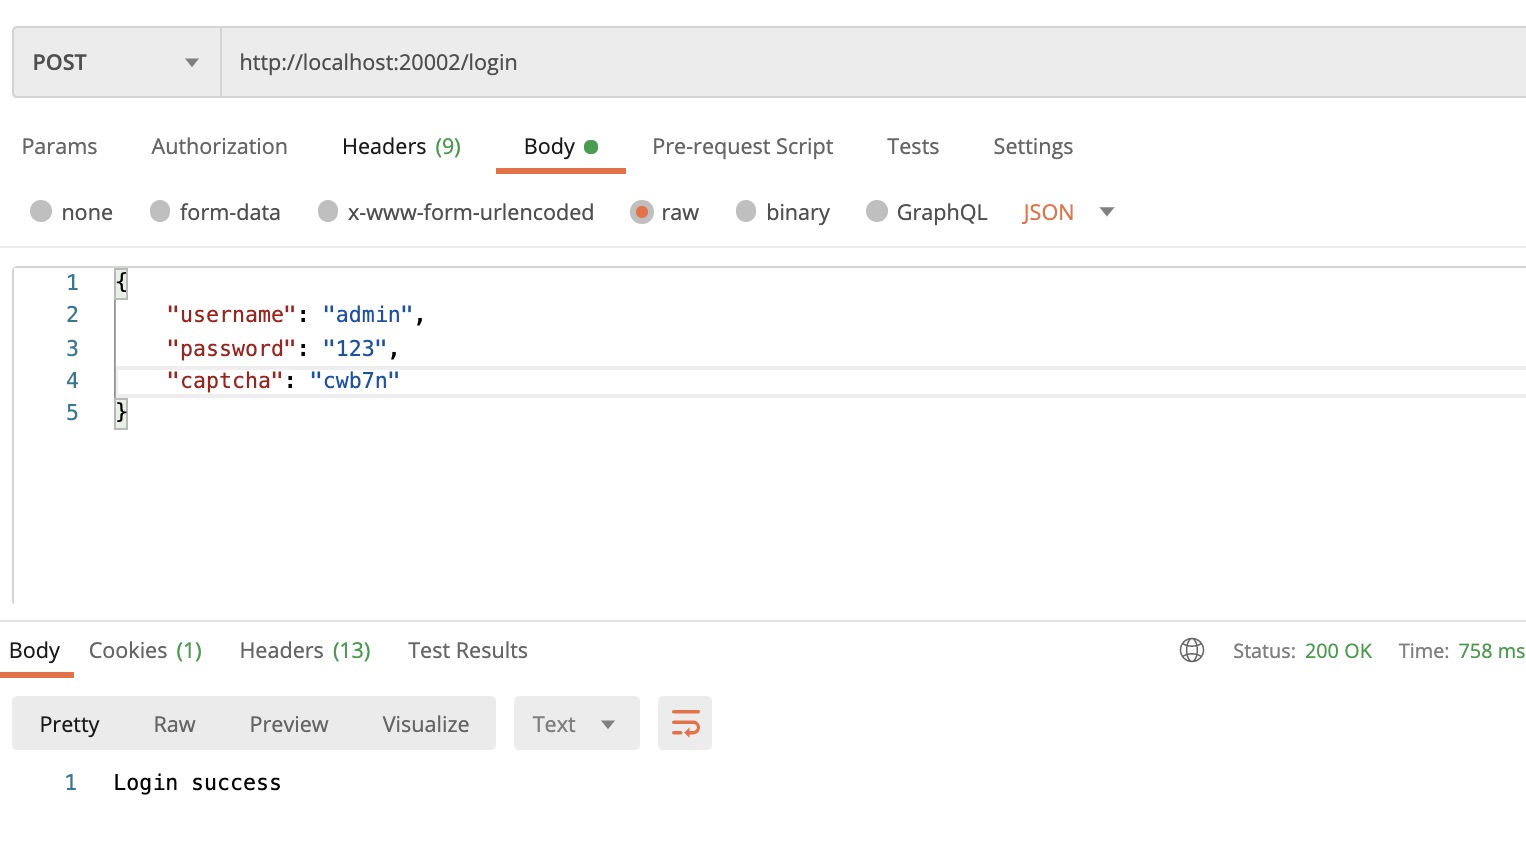 POST http://localhost:20002/login
Params Authorization Headers (9) Body Pre-request Script Tests Settings
none form-data x-www-form-urlencoded raw binary GraphQL JSON
1 {
2 "username": "admin",
3 "password": "123",
4 "captcha": "cwb7n"
5 }
Body Cookies (1) Headers (13) Test Results Status: 200 OK Time: 758 ms
Pretty Raw Preview Visualize Text
1 Login success